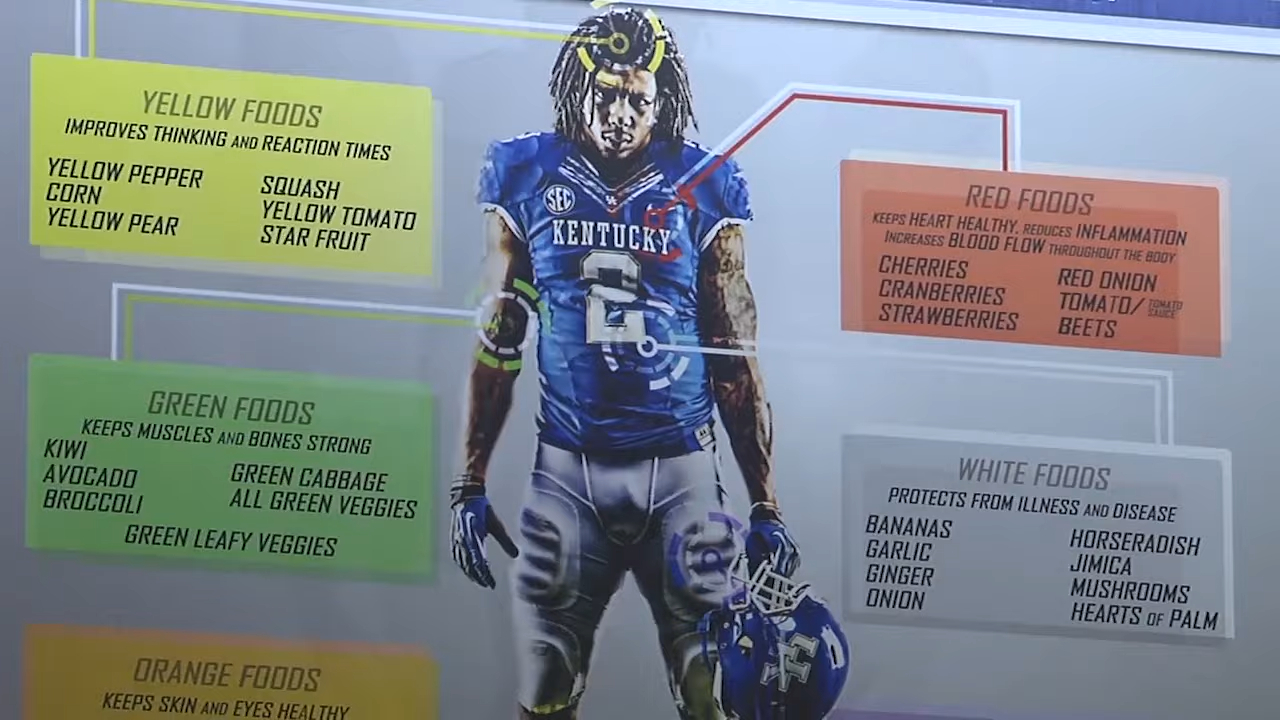 YELLOW FOODS
IMPROVES THINKING AND REACTION TIMES
YELLOW PEPPER
CORN
YELLOW PEAR
SQUASH
YELLOW TOMATO
STAR FRUIT
GREEN FOODS
KEEPS MUSCLES AND BONES STRONG
KIWI
AVOCADO
BROCCOLI
GREEN CABBAGE
ALL GREEN VEGGIES
GREEN LEAFY VEGGIES
ORANGE FOODS
KEEPS SKIN AND EYES HEALTHY
SEC
UK
KENTUCKY
2
RED FOODS
KEEPS HEART HEALTHY, REDUCES INFLAMMATION
INCREASES BLOOD FLOW THROUGHOUT THE BODY
CHERRIES
CRANBERRIES
STRAWBERRIES
RED ONION
TOMATO/TOMATO SAUCE
BEETS
WHITE FOODS
PROTECTS FROM ILLNESS AND DISEASE
BANANAS
GARLIC
GINGER
ONION
HORSERADISH
JIMICA
MUSHROOMS
HEARTS OF PALM
UK